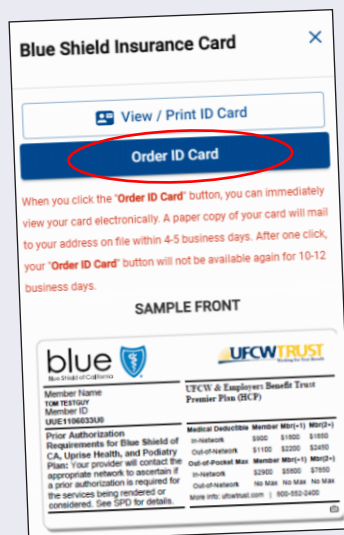 Blue Shield Insurance Card
View / Print ID Card
Order ID Card
When you click the "Order ID Card" button, you can immediately
view your card electronically. A paper copy of your card will mail
to your address on file within 4-5 business days. After one click,
your "Order ID Card" button will not be available again for 10-12
business days.
SAMPLE FRONT
blue
Blue Shield of California
UFCWTRUST
Working for Your Benefit
Member Name
TOM TESTGUY
Member ID
UUE1106033U0
UFCW & Employers Benefit Trust
Premier Plan (HCP)
Prior Authorization
Requirements for Blue Shield of
CA, Uprise Health, and Podiatry
Plan: Your provider will contact the
appropriate network to ascertain if
a prior authorization is required for
the services being rendered or
considered. See SPD for details.
Medical Deductible Member Mbr(+1) Mbr(2+)
In-Network $900 $1800 $1850
Out-of-Network $1100 $2200 $2450
Out-of-Pocket Max Member Mbr(+1) Mbr(2+)
In-Network $2900 $5800 $7850
Out-of-Network No Max No Max No Max
More info: ufcwtrust.com | 800-552-2400